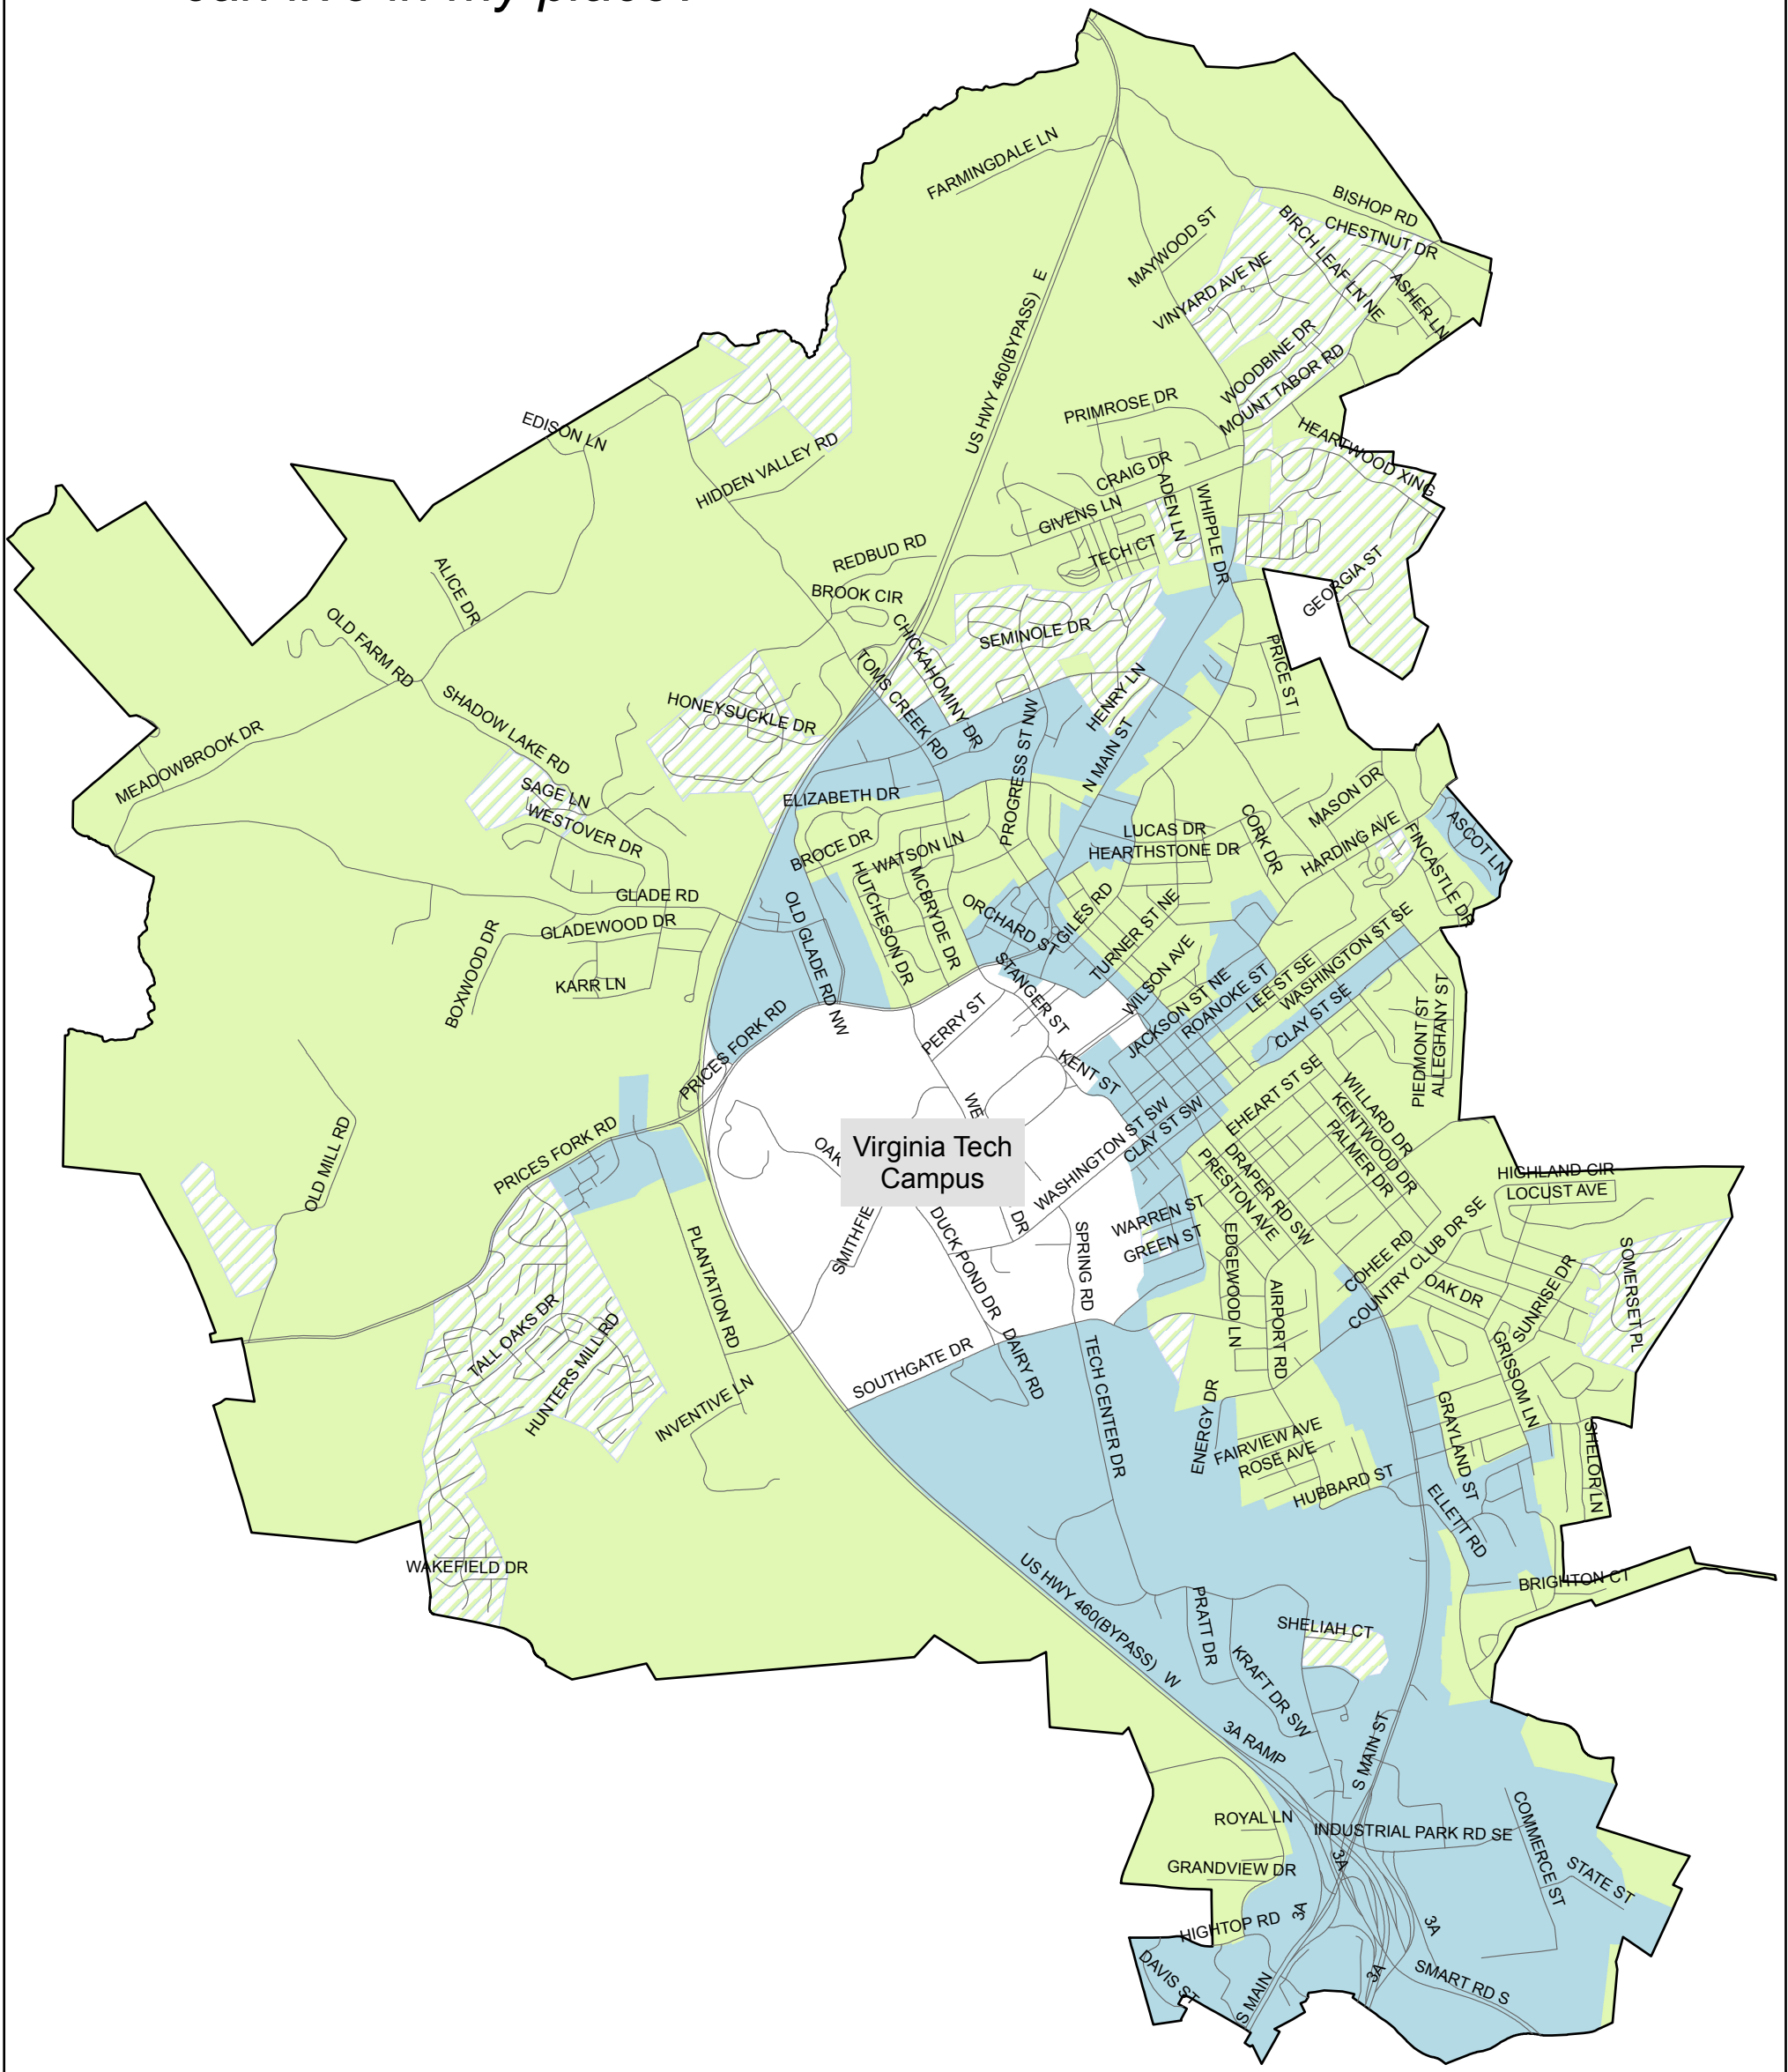 can live in my place?
FARMINGDALE LN
BISHOP RD
CHESTNUT DR
BIRCH LEAF LN NE
MAYWOOD ST
VINYARD AVE NE
ASHER LN
US HWY 460(BYPASS) E
WOODBINE DR
MOUNT TABOR RD
PRIMROSE DR
EDISON LN
HIDDEN VALLEY RD
HEARTWOOD XING
CRAIG DR
ADEN LN
WHIPPLE DR
GIVENS LN
TECH CT
REDBUD RD
BROOK CIR
GEORGIA ST
ALICE DR
OLD FARM RD
CHICKAHOMINY DR
SEMINOLE DR
TOMS CREEK RD
PRICE ST
HENRY LN
SHADOW LAKE RD
HONEYSUCKLE DR
MEADOWBROOK DR
PROGRESS ST NW
N MAIN ST
SAGE LN
WESTOVER DR
ELIZABETH DR
MASON DR
ASCOT LN
BROCE DR
WATSON LN
LUCAS DR
HEARTHSTONE DR
CORK DR
HARDING AVE
FINCASTLE DR
HUTCHESON DR
MCBRYDE DR
GLADE RD
GLADEWOOD DR
BOXWOOD DR
KARR LN
OLD GLADE RD NW
ORCHARD ST
GILES RD
TURNER ST NE
WILSON AVE
STANGER ST
PERRY ST
JACKSON ST NE
ROANOKE ST
LEE ST SE
WASHINGTON ST SE
CLAY ST SE
PIEDMONT ST
ALLEGHANY ST
PRICES FORK RD
KENT ST
WE
OAK
Virginia Tech
Campus
WASHINGTON ST SW
CLAY ST SW
EHEART ST SE
WILLARD DR
KENTWOOD DR
PALMER DR
DRAPER RD SW
PRESTON AVE
OLD MILL RD
PRICES FORK RD
HIGHLAND CIR
LOCUST AVE
SMITHFIE
DUCK POND DR
DR
SPRING RD
WARREN ST
GREEN ST
EDGEWOOD LN
AIRPORT RD
COHEE RD
COUNTRY CLUB DR SE
OAK DR
SUNRISE DR
SOMERSET PL
PLANTATION RD
TALL OAKS DR
HUNTERS MILL RD
SOUTHGATE DR
DAIRY RD
TECH CENTER DR
GRISSOM LN
INVENTIVE LN
ENERGY DR
FAIRVIEW AVE
ROSE AVE
HUBBARD ST
GRAYLAND ST
SHELOR LN
ELLETT RD
WAKEFIELD DR
BRIGHTON CT
US HWY 460(BYPASS) W
PRATT DR
SHELIAH CT
KRAFT DR SW
3A RAMP
S MAIN ST
ROYAL LN
INDUSTRIAL PARK RD SE
COMMERCE ST
GRANDVIEW DR
3A
STATE ST
HIGHTOP RD
3A
3A
DAVIS ST
S MAIN
3A
SMART RD S